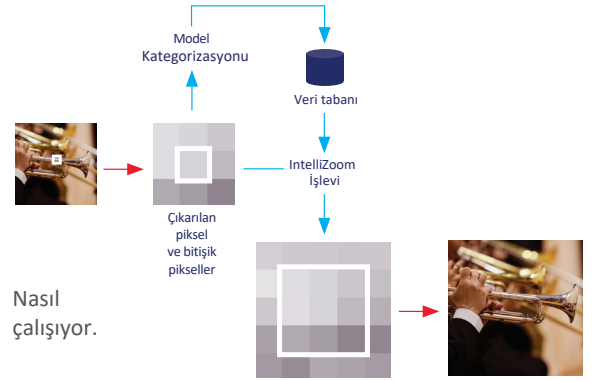 Model
Kategorizasyonu
Veri tabanı
IntelliZoom
İşlevi
Çıkarılan
piksel
ve bitişik
pikseller
Nasıl
çalışıyor.